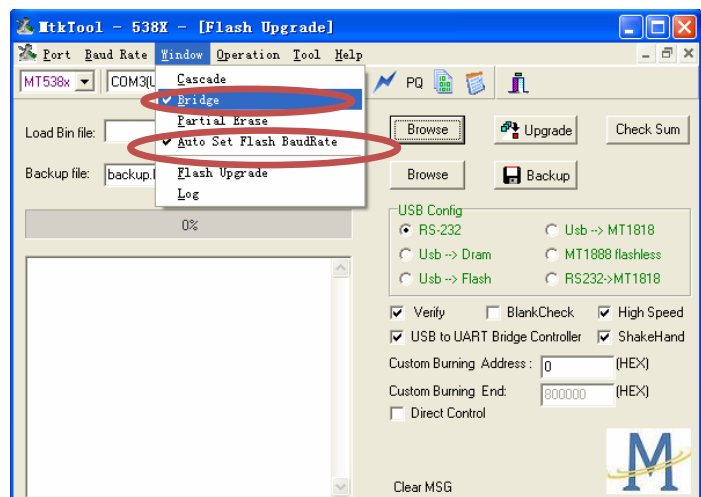 MtkTool - 538X - [Flash Upgrade]
Port Baud Rate Window Operation Tool Help
MT538x COM3(U PQ
Cascade
Bridge
Partial Erase
Auto Set Flash BaudRate
Flash Upgrade
Log
Load Bin file: Browse Upgrade Check Sum
Backup file: backup.b Browse Backup
0%
USB Config
RS-232 Usb --> MT1818
Usb --> Dram MT1888 flashless
Usb --> Flash RS232->MT1818
Verify BlankCheck High Speed
USB to UART Bridge Controller ShakeHand
Custom Burning Address : 0 (HEX)
Custom Burning End: 800000 (HEX)
Direct Control
M
Clear MSG